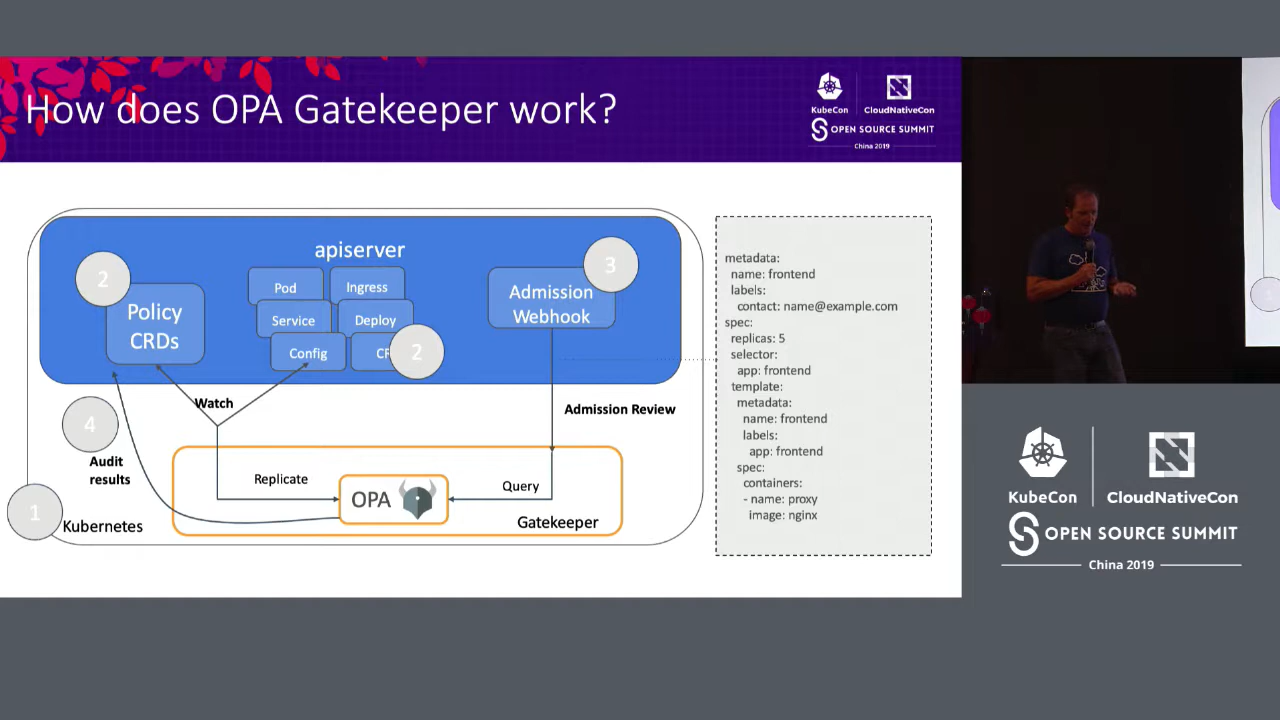 How does OPA Gatekeeper work?
KubeCon
CloudNativeCon
OPEN SOURCE SUMMIT
China 2019
apiserver
2
Policy
CRDs
Pod
Ingress
Service
Deploy
Config
2
3
Admission
Webhook
Watch
Admission Review
4
Audit
results
Replicate
OPA
Query
Gatekeeper
1
Kubernetes
metadata:
name: frontend
labels:
contact: name@example.com
spec:
replicas: 5
selector:
app: frontend
template:
metadata:
name: frontend
labels:
app: frontend
spec:
containers:
- name: proxy
image: nginx
KubeCon
CloudNativeCon
OPEN SOURCE SUMMIT
China 2019